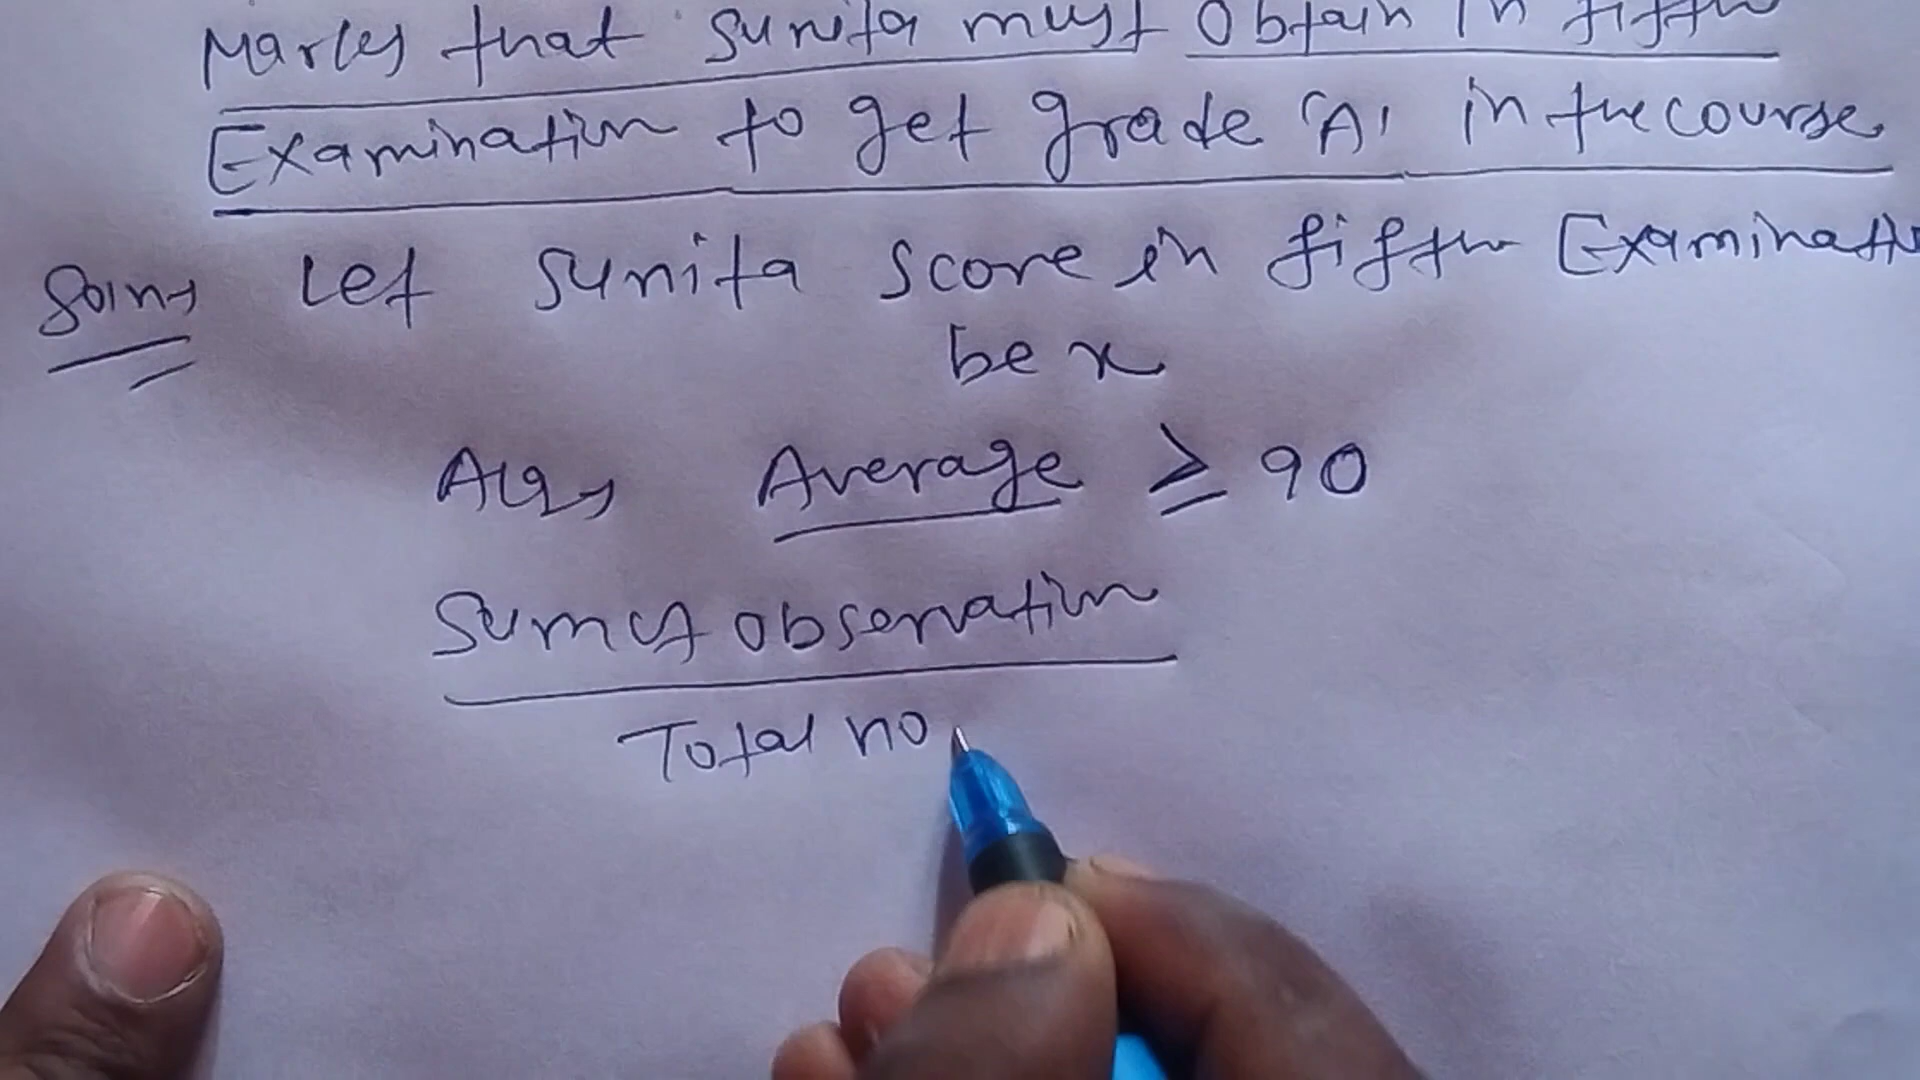 Marks that Sunita must obtain in fifth
Examination to get grade 'A' in the course.
Soln, Let Sunita score in fifth Examinatio
be x
Average ≥ 90
Sum of observation
Total no